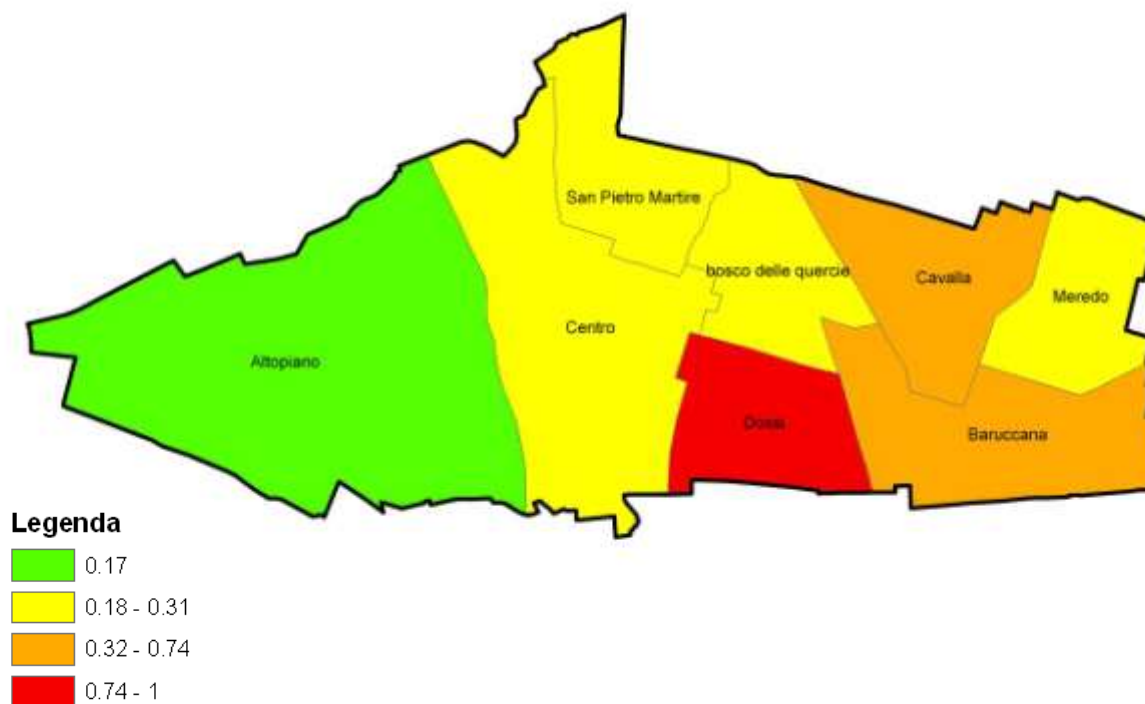 San Pietro Martire
bosco delle quercie
Cavalla
Meredo
Centro
Altopiano
Dossi
Baruccana
Legenda
0.17
0.18 - 0.31
0.32 - 0.74
0.74 - 1